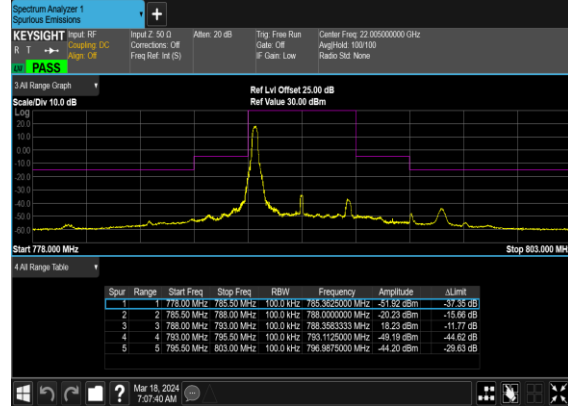 Spectrum Analyzer 1
Spurious Emissions
+
KEYSIGHT Input: RF Input Z: 50 Ω Atten: 20 dB Trig: Free Run Center Freq: 22.005000000 GHz
R T Coupling: DC Corrections: Off Gate: Off Avg|Hold: 100/100
Align: Off Freq Ref: Int (S) IF Gain: Low Radio Std: None
PASS
3 All Range Graph
Ref Lvl Offset 25.00 dB
Scale/Div 10.0 dB Ref Value 30.00 dBm
Log
20.0
10.0
0.00
-10.0
-20.0
-30.0
-40.0
-50.0
-60.0
Start 778.000 MHz Stop 803.000 MH
4 All Range Table
Spur Range Start Freq Stop Freq RBW Frequency Amplitude ΔLimit
1 1 778.00 MHz 785.50 MHz 100.0 kHz 785.3625000 MHz -51.92 dBm -37.35 dB
2 2 785.50 MHz 788.00 MHz 100.0 kHz 788.0000000 MHz -20.23 dBm -15.66 dB
3 3 788.00 MHz 793.00 MHz 100.0 kHz 788.3583333 MHz 18.23 dBm -11.77 dB
4 4 793.00 MHz 795.50 MHz 100.0 kHz 793.1125000 MHz -49.19 dBm -44.62 dB
5 5 795.50 MHz 803.00 MHz 100.0 kHz 796.9875000 MHz -44.20 dBm -29.63 dB
? Mar 18, 2024
7:07:40 AM